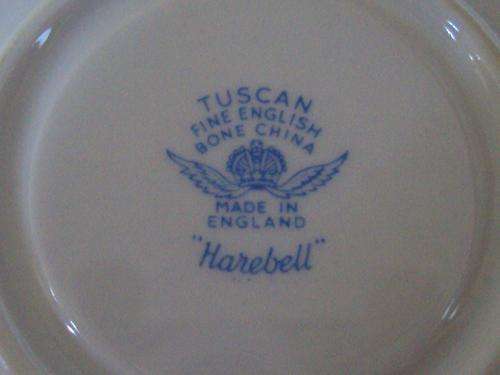 TUSCAN
FINE ENGLISH
BONE CHINA
MADE IN
ENGLAND
"Harebell"